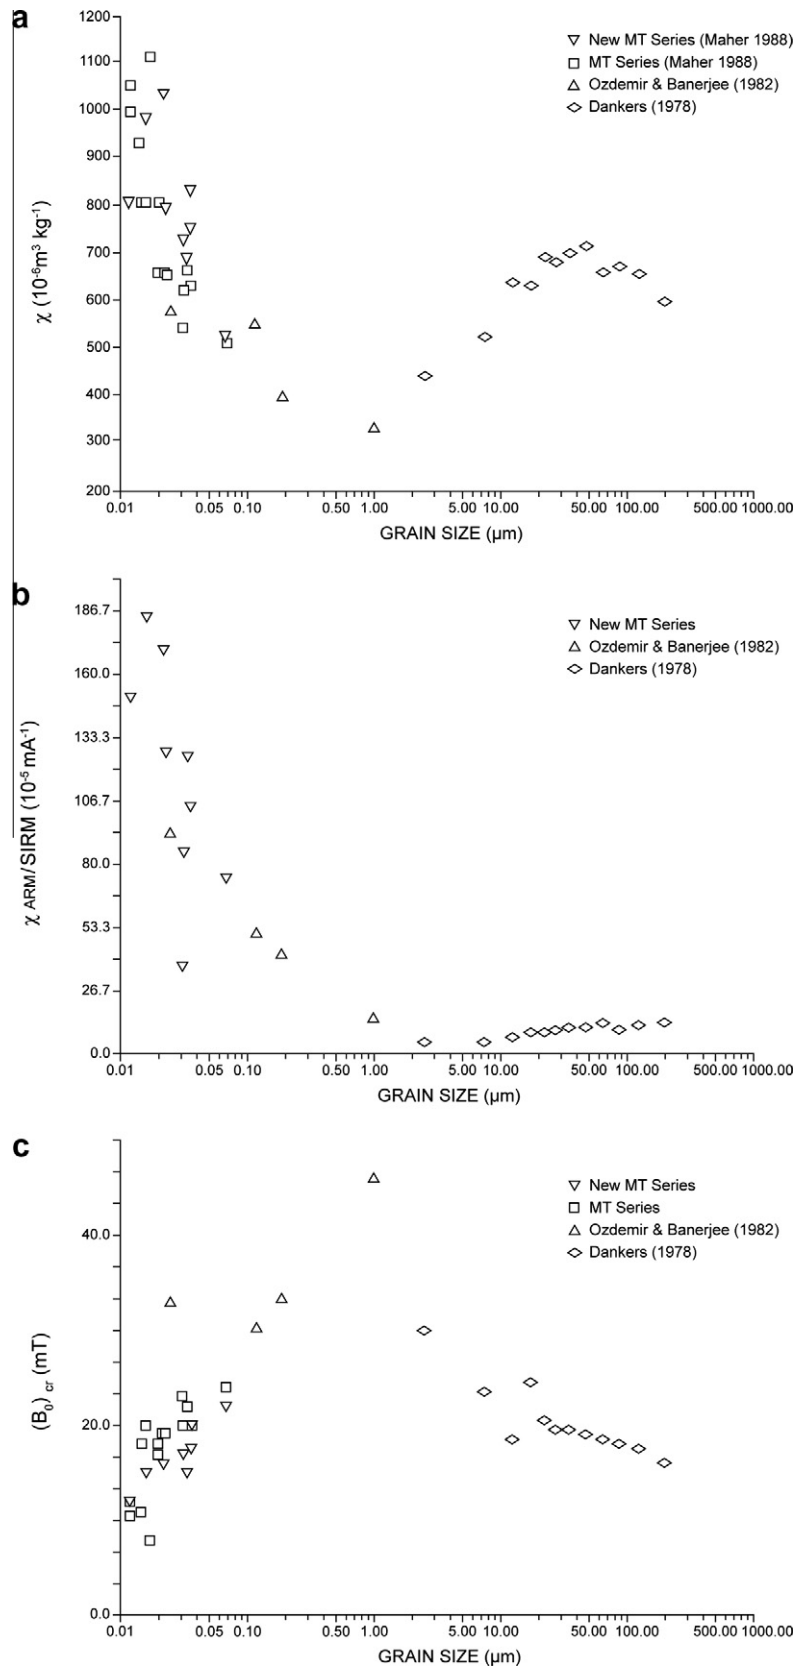 a
1200
1100
1000
900
800
700
600
500
400
300
200
χ (10⁻⁶m³ kg⁻¹)
New MT Series (Maher 1988)
MT Series (Maher 1988)
Ozdemir & Banerjee (1982)
Dankers (1978)
0.01 0.05 0.10 0.50 1.00 5.00 10.00 50.00 100.00 500.00 1000.00
GRAIN SIZE (µm)
b
186.7
160.0
133.3
106.7
80.0
53.3
26.7
0.0
χ ARM/SIRM (10⁻⁵ mA⁻¹)
New MT Series
Ozdemir & Banerjee (1982)
Dankers (1978)
0.01 0.05 0.10 0.50 1.00 5.00 10.00 50.00 100.00 500.00 1000.00
GRAIN SIZE (µm)
c
40.0
20.0
0.0
(B₀) cr (mT)
New MT Series
MT Series
Ozdemir & Banerjee (1982)
Dankers (1978)
0.01 0.05 0.10 0.50 1.00 5.00 10.00 50.00 100.00 500.00 1000.00
GRAIN SIZE (µm)